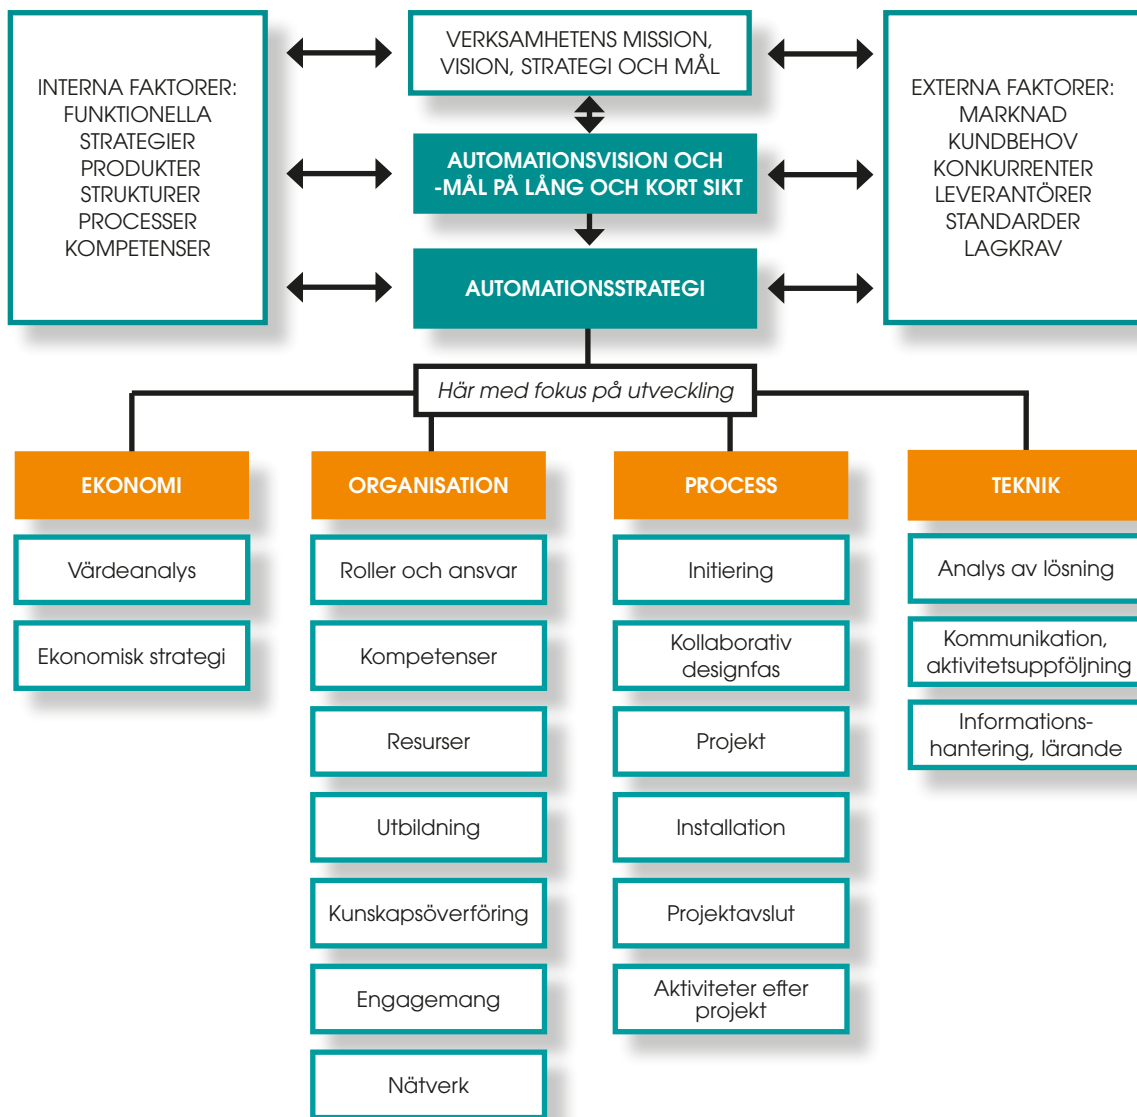 INTERNA FAKTORER:
FUNKTIONELLA
STRATEGIER
PRODUKTER
STRUKTURER
PROCESSER
KOMPETENSER
VERKSAMHETENS MISSION,
VISION, STRATEGI OCH MÅL
AUTOMATIONSVISION OCH
-MÅL PÅ LÅNG OCH KORT SIKT
AUTOMATIONSSTRATEGI
EXTERNA FAKTORER:
MARKNAD
KUNDBEHOV
KONKURRENTER
LEVERANTÖRER
STANDARDER
LAGKRAV
Här med fokus på utveckling
EKONOMI
Värdeanalys
Ekonomisk strategi
ORGANISATION
Roller och ansvar
Kompetenser
Resurser
Utbildning
Kunskapsöverföring
Engagemang
Nätverk
PROCESS
Initiering
Kollaborativ
designfas
Projekt
Installation
Projektavslut
Aktiviteter efter
projekt
TEKNIK
Analys av lösning
Kommunikation,
aktivitetsuppföljning
Informations-
hantering, lärande